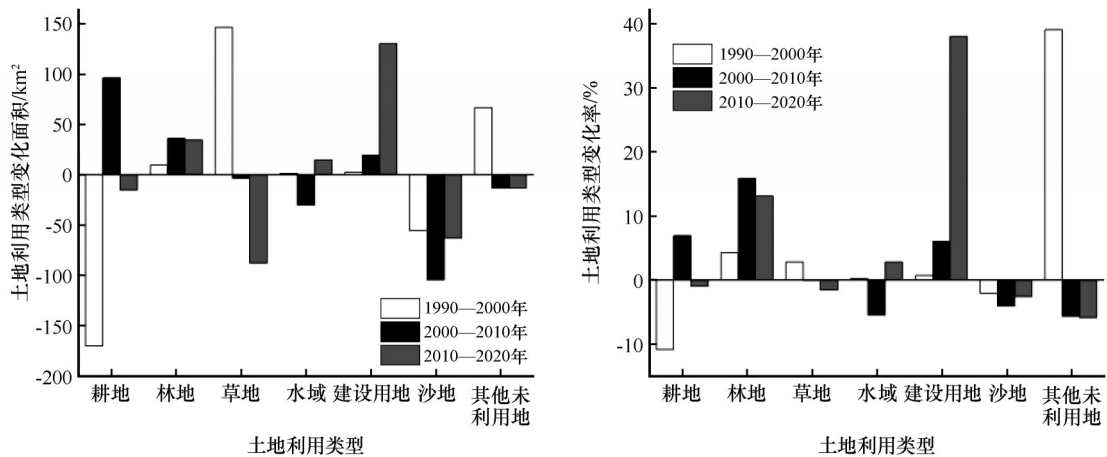 土地利用类型变化面积/km²
150
100
50
0
-50
-100
-150
-200
1990—2000年
2000—2010年
2010—2020年
耕地 林地 草地 水域 建设用地 沙地 其他未
利用地
土地利用类型
土地利用类型变化率/%
40
30
20
10
0
-10
1990—2000年
2000—2010年
2010—2020年
耕地 林地 草地 水域 建设用地 沙地 其他未
利用地
土地利用类型